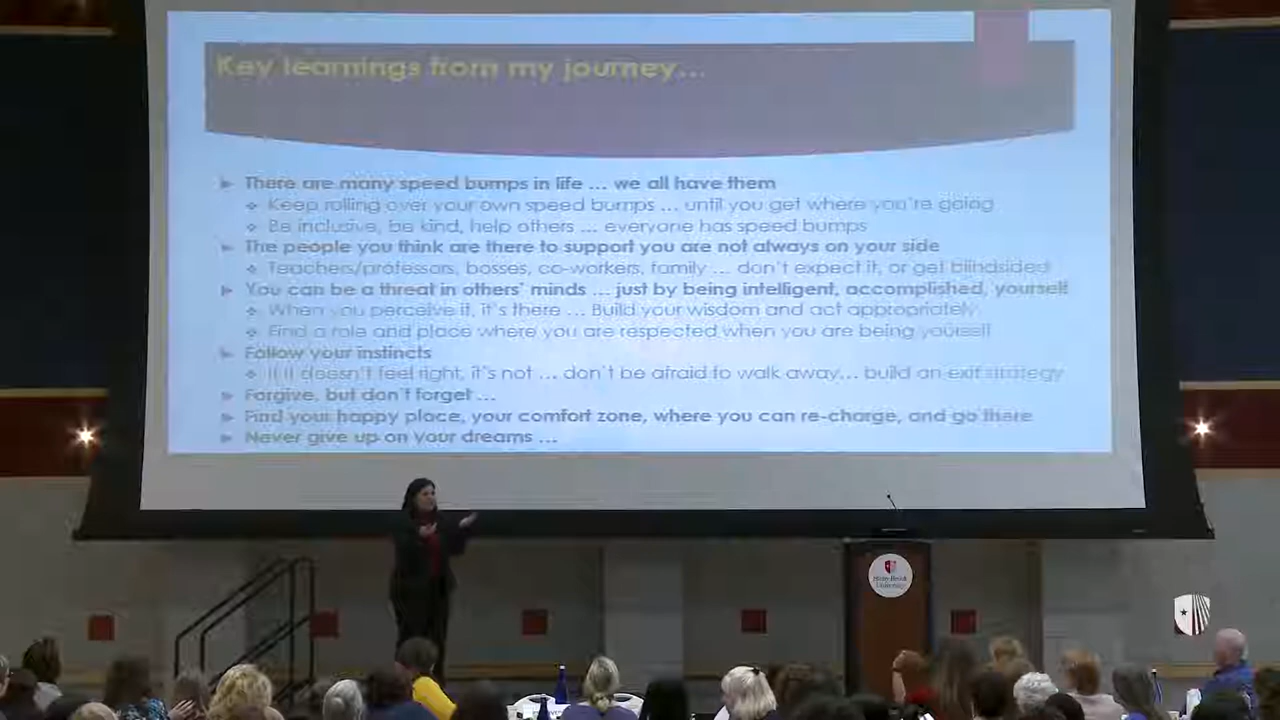 Key learnings from my journey...
There are many speed bumps in life ... we all have them
Keep rolling over your own speed bumps ... until you get where you're going
Be inclusive, be kind, help others ... everyone has speed bumps
The people you think are there to support you are not always on your side
Teachers/professors, bosses, co-workers, family ... don't expect it, or get blindsided
You can be a threat in others' minds ... just by being intelligent, accomplished, yourself
When you perceive it, it's there ... Build your wisdom and act appropriately
Find a role and place where you are respected when you are being yourself
Follow your instincts
If it doesn't feel right, it's not ... don't be afraid to walk away... build an exit strategy
Forgive, but don't forget ...
Find your happy place, your comfort zone, where you can re-charge, and go there
Never give up on your dreams ...